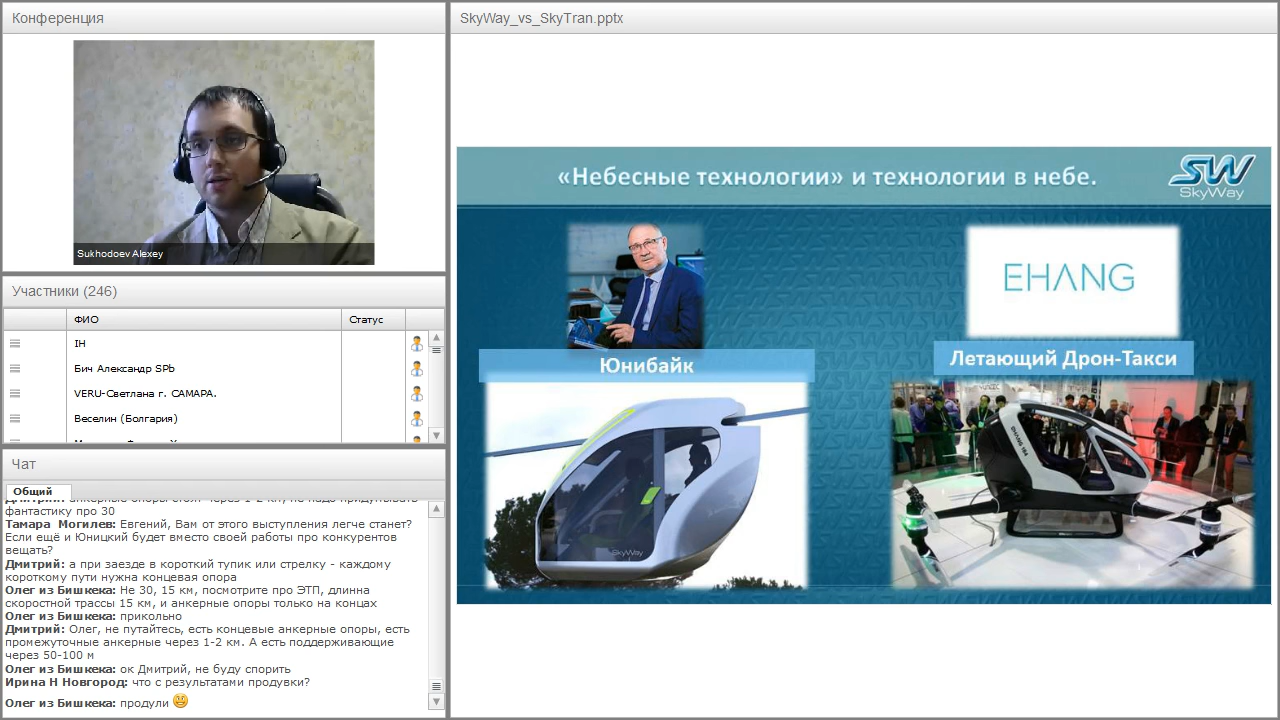 Конференция
Sukhodoev Alexey
Участники (246)
ФИО
Статус
IH
Бич Александр SPb
VERU-Светлана г. САМАРА.
Веселин (Болгария)
Чат
Общий
фантастику про 30
Тамара Могилев: Евгений, Вам от этого выступления легче станет?
Если ещё и Юницкий будет вместо своей работы про конкурентов
вещать?
Дмитрий: а при заезде в короткий тупик или стрелку - каждому
короткому пути нужна концевая опора
Олег из Бишкека: Не 30, 15 км, посмотрите про ЭТП, длинна
скоростной трассы 15 км, и анкерные опоры только на концах
Олег из Бишкека: прикольно
Дмитрий: Олег, не путайтесь, есть концевые анкерные опоры, есть
промежуточные анкерные через 1-2 км. А есть поддерживающие
через 50-100 м
Олег из Бишкека: ок Дмитрий, не буду спорить
Ирина Н Новгород: что с результатами продувки?
Олег из Бишкека: продули
SkyWay_vs_SkyTran.pptx
«Небесные технологии» и технологии в небе.
SW
SkyWay
EHANG
Юнибайк
Летающий Дрон-Такси
SkyWay
EHANG 184